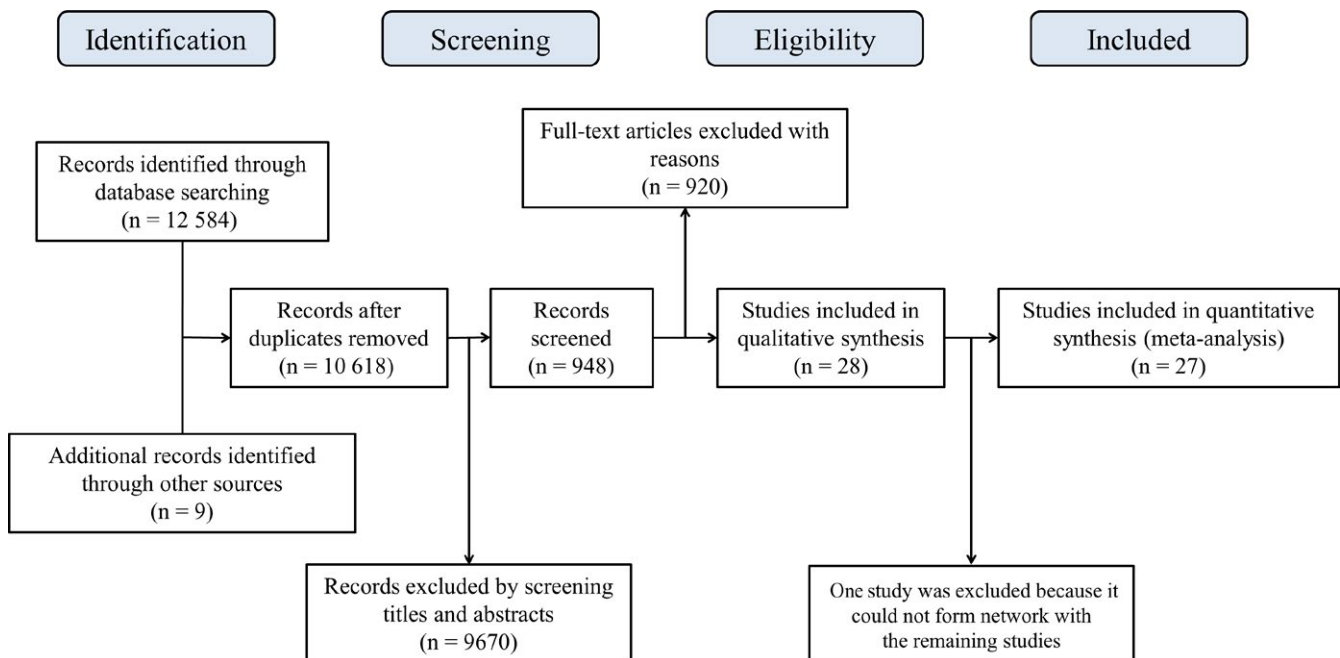 Identification
Screening
Eligibility
Included
Full-text articles excluded with
reasons
(n = 920)
Records identified through
database searching
(n = 12 584)
Records after
duplicates removed
(n = 10 618)
Records
screened
(n = 948)
Studies included in
qualitative synthesis
(n = 28)
Studies included in quantitative
synthesis (meta-analysis)
(n = 27)
Additional records identified
through other sources
(n = 9)
Records excluded by screening
titles and abstracts
(n = 9670)
One study was excluded because it
could not form network with
the remaining studies